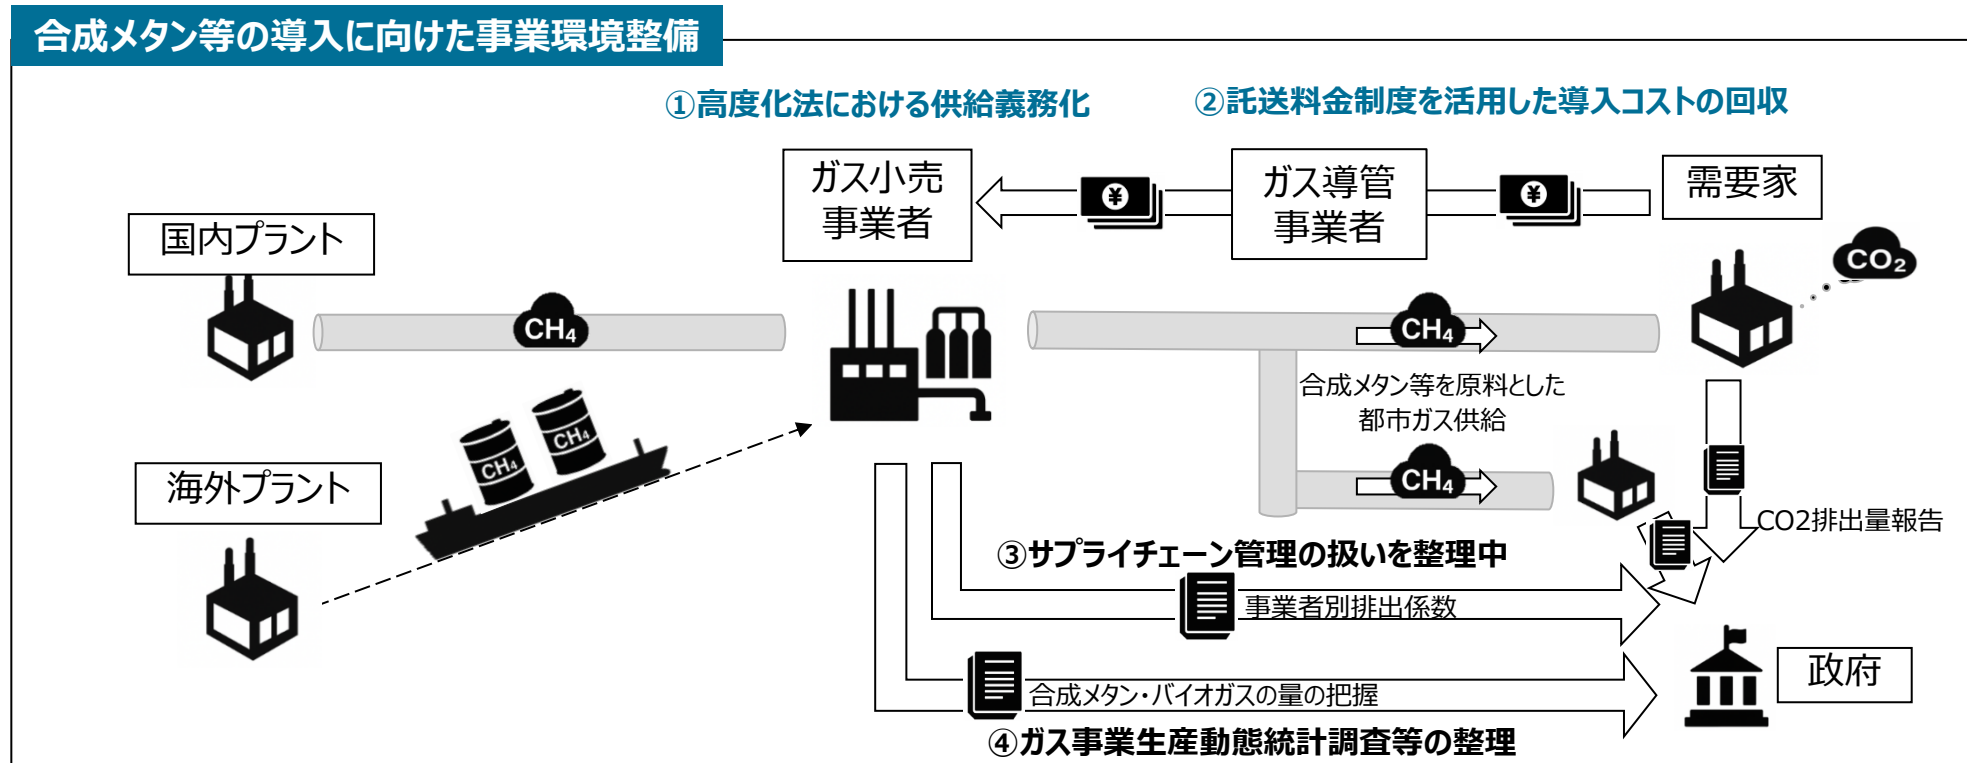 合成メタン等の導入に向けた事業環境整備
①高度化法における供給義務化
②託送料金制度を活用した導入コストの回収
ガス小売
事業者
¥
ガス導管
事業者
¥
需要家
国内プラント
CO₂
CH₄
CH₄
合成メタン等を原料とした
都市ガス供給
CH₄
CH₄
CH₄
海外プラント
CO2排出量報告
③サプライチェーン管理の扱いを整理中
事業者別排出係数
政府
合成メタン・バイオガスの量の把握
④ガス事業生産動態統計調査等の整理